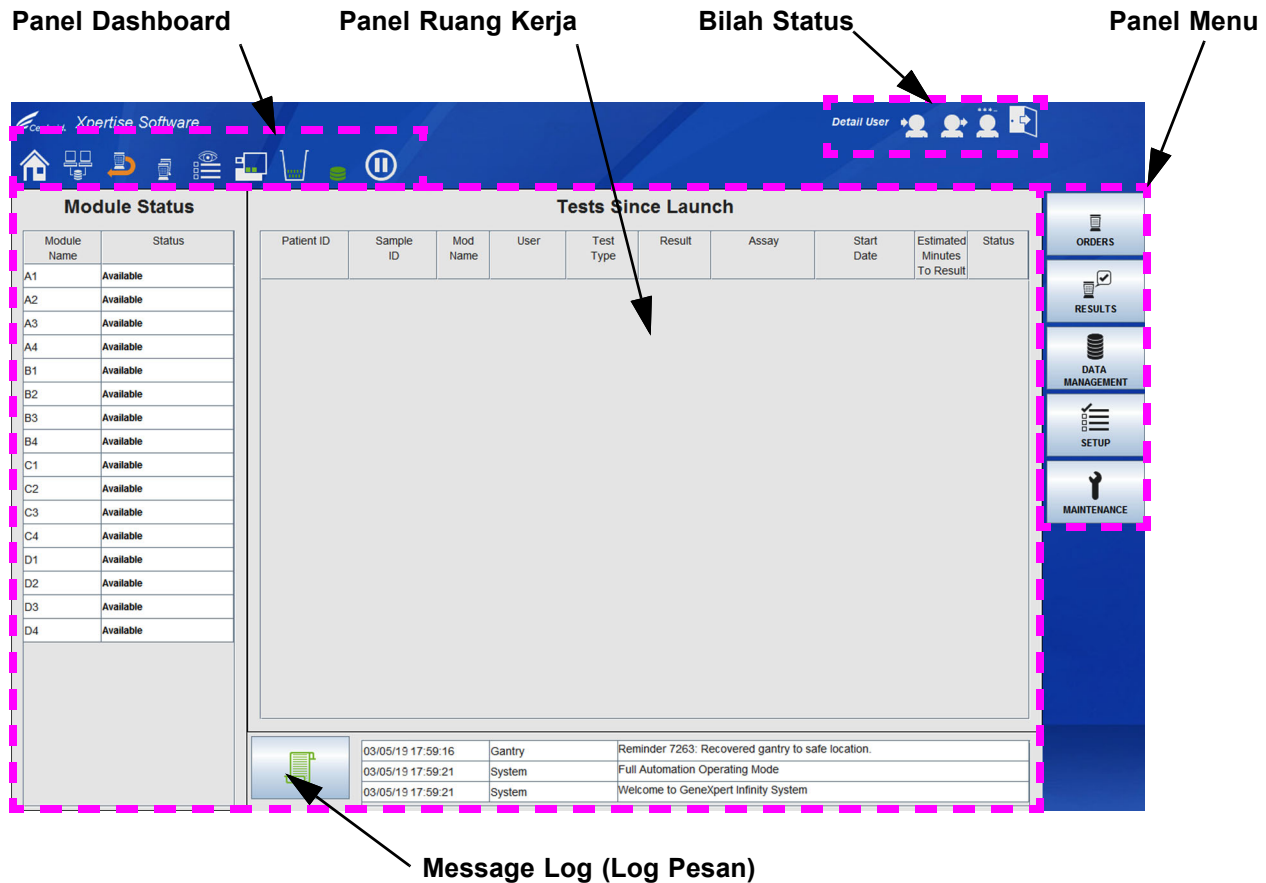 Panel Dashboard
Panel Ruang Kerja
Bilah Status
Panel Menu
Xpertise Software
Detail User
Module Status
Module Name
Status
A1 Available
A2 Available
A3 Available
A4 Available
B1 Available
B2 Available
B3 Available
B4 Available
C1 Available
C2 Available
C3 Available
C4 Available
D1 Available
D2 Available
D3 Available
D4 Available
Tests Since Launch
Patient ID
Sample ID
Mod Name
User
Test Type
Result
Assay
Start Date
Estimated Minutes To Result
Status
ORDERS
RESULTS
DATA MANAGEMENT
SETUP
MAINTENANCE
03/05/19 17:59:16 Gantry Reminder 7263: Recovered gantry to safe location.
03/05/19 17:59:21 System Full Automation Operating Mode
03/05/19 17:59:21 System Welcome to GeneXpert Infinity System
Message Log (Log Pesan)